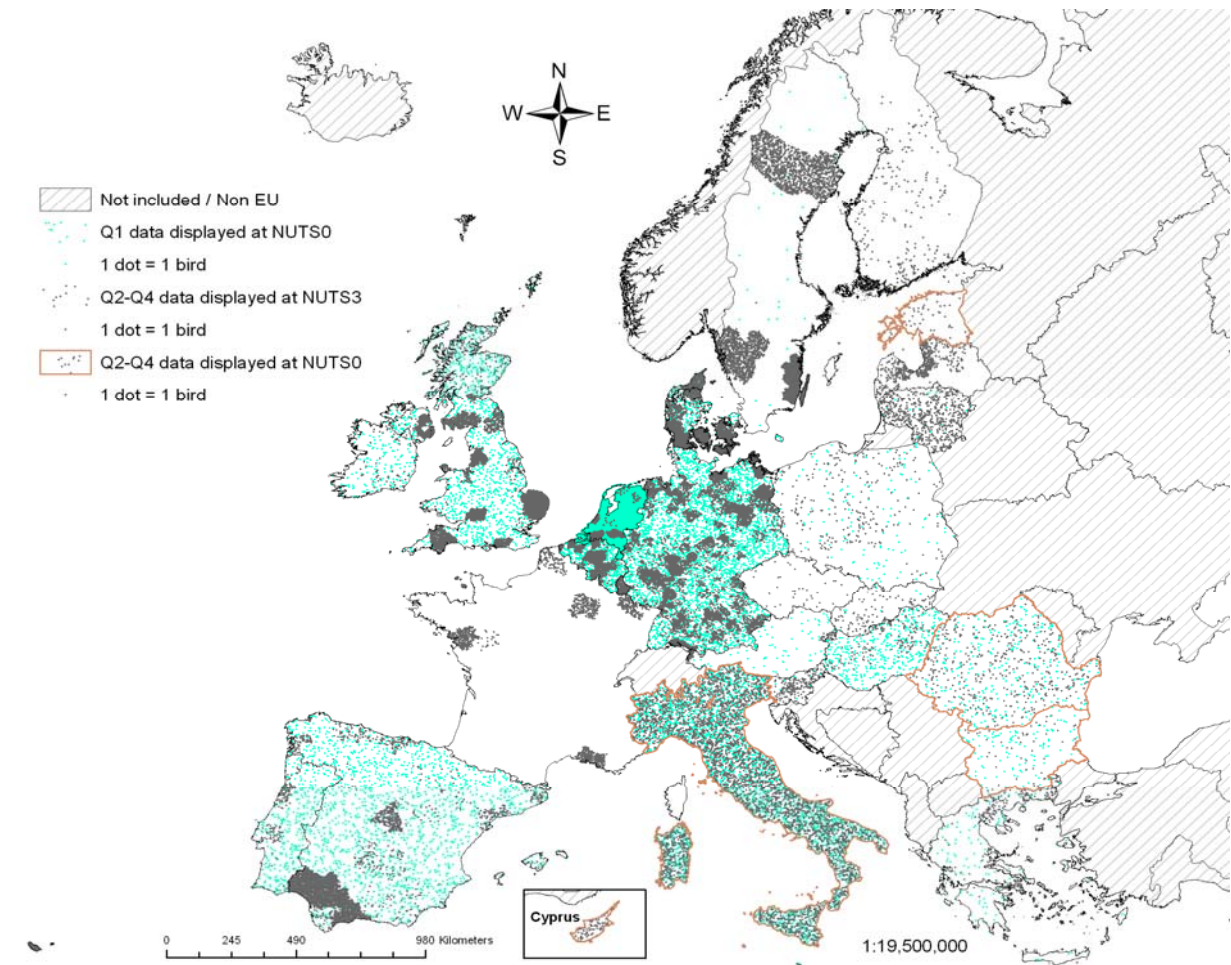 N
W E
S
Not included / Non EU
Q1 data displayed at NUTS0
1 dot = 1 bird
Q2-Q4 data displayed at NUTS3
1 dot = 1 bird
Q2-Q4 data displayed at NUTS0
1 dot = 1 bird
Cyprus
0 245 490 980 Kilometers
1:19,500,000